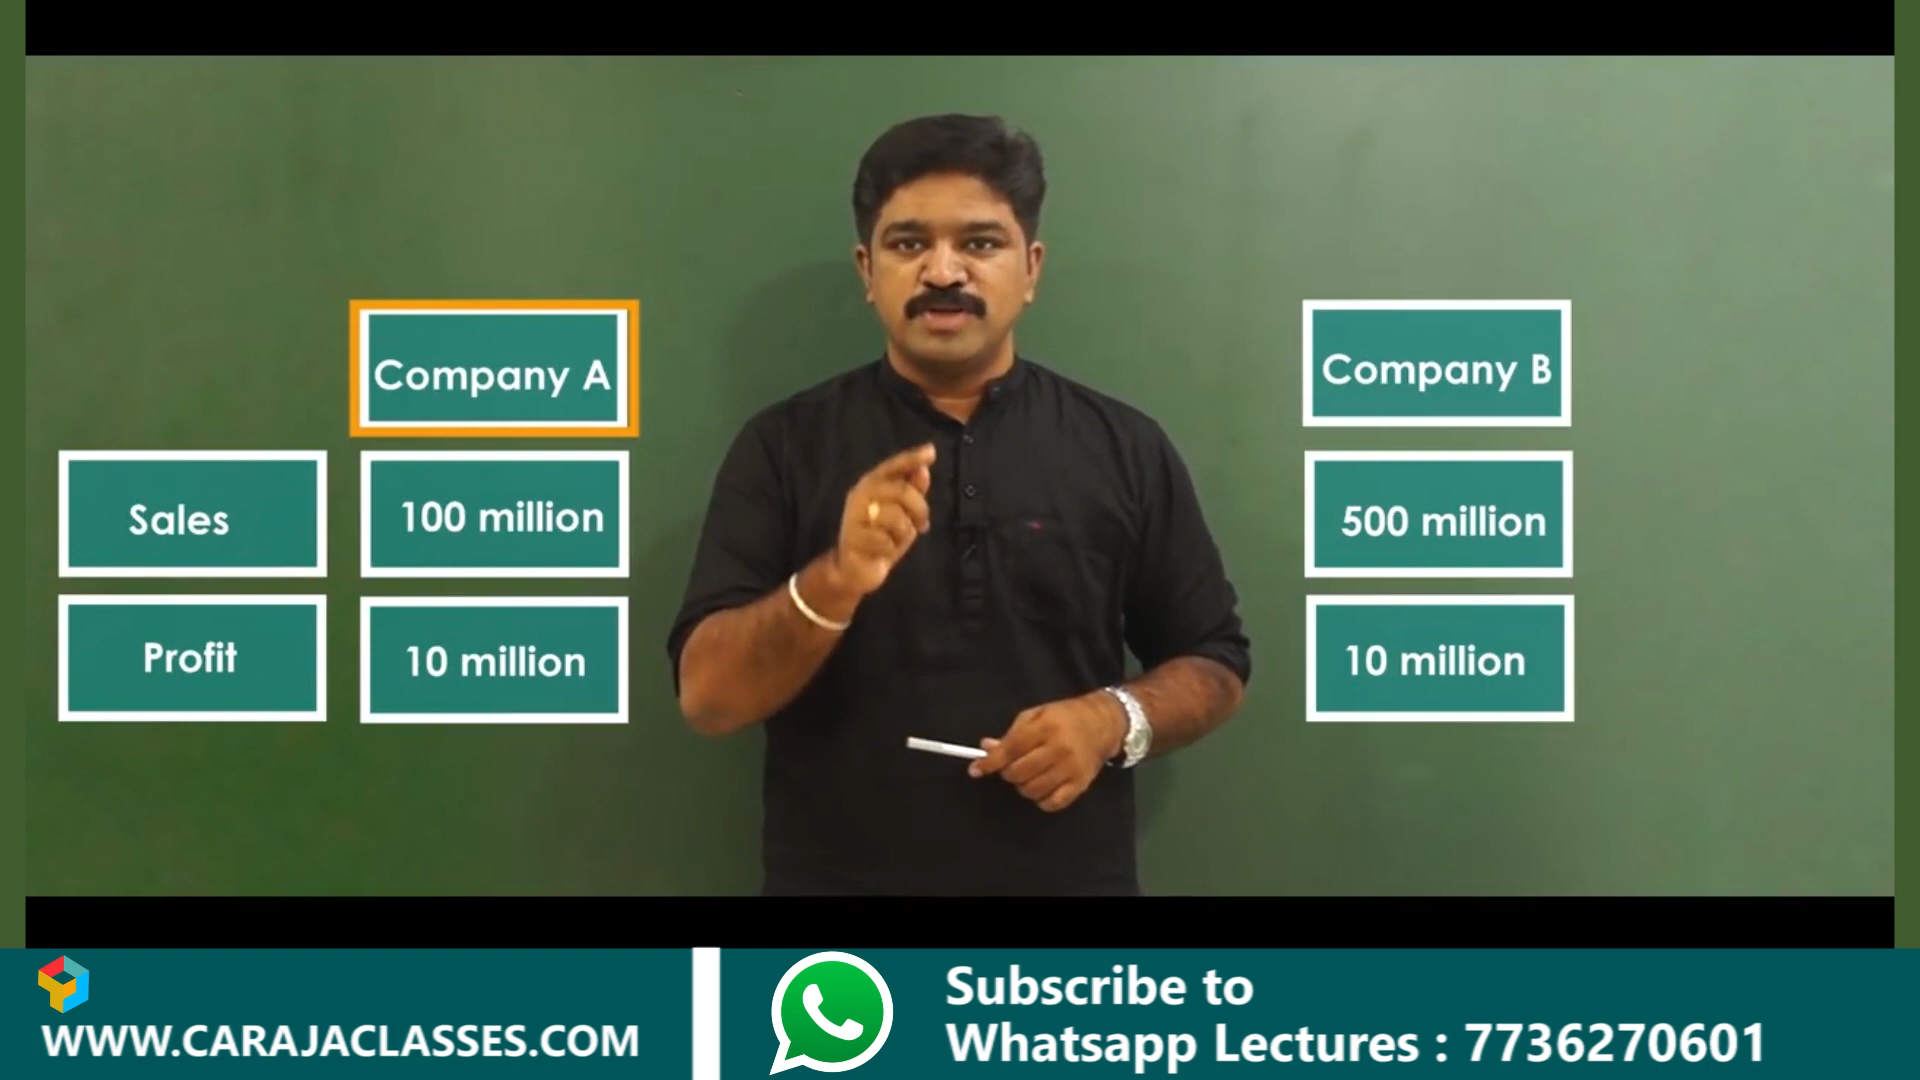 Company A
Company B
Sales
100 million
500 million
Profit
10 million
10 million
WWW.CARAJACLASSES.COM
Subscribe to
Whatsapp Lectures : 7736270601